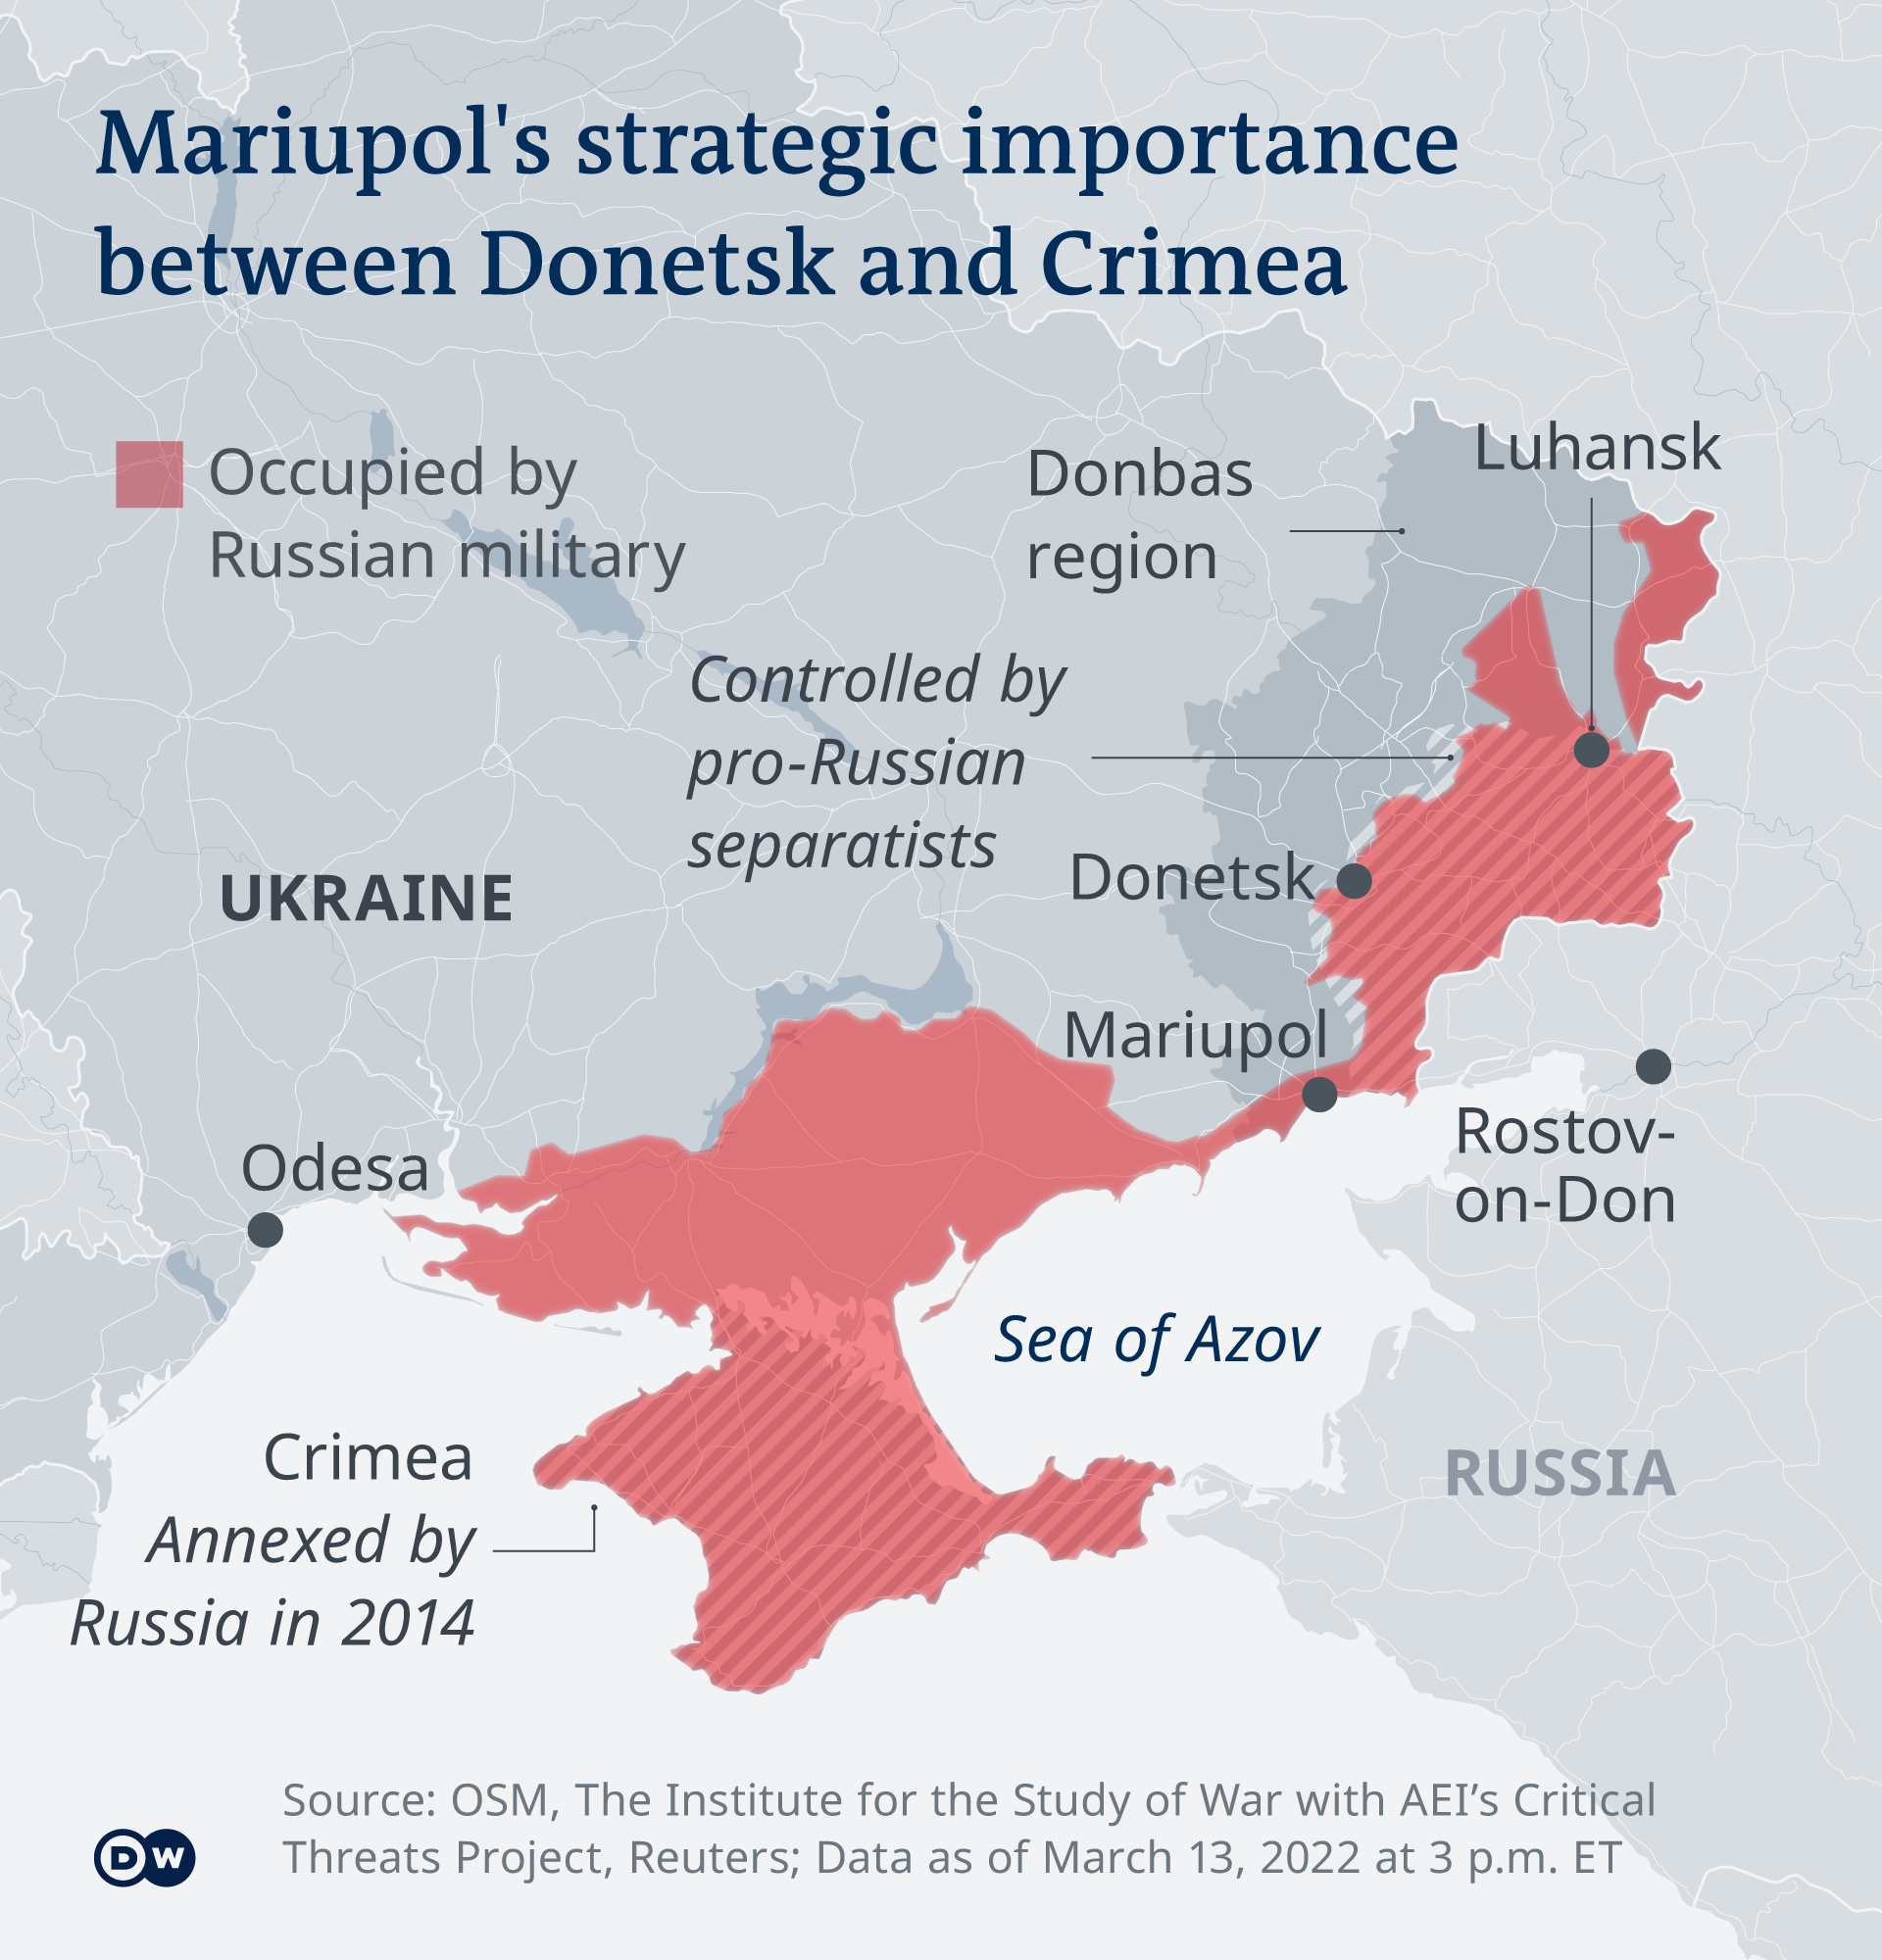 Mariupol's strategic importance
between Donetsk and Crimea
Occupied by
Russian military
Donbas
region
Luhansk
Controlled by
pro-Russian
separatists
Donetsk
UKRAINE
Mariupol
Odesa
Rostov-
on-Don
Sea of Azov
Crimea
Annexed by
Russia in 2014
RUSSIA
Source: OSM, The Institute for the Study of War with AEI’s Critical
Threats Project, Reuters; Data as of March 13, 2022 at 3 p.m. ET
DW